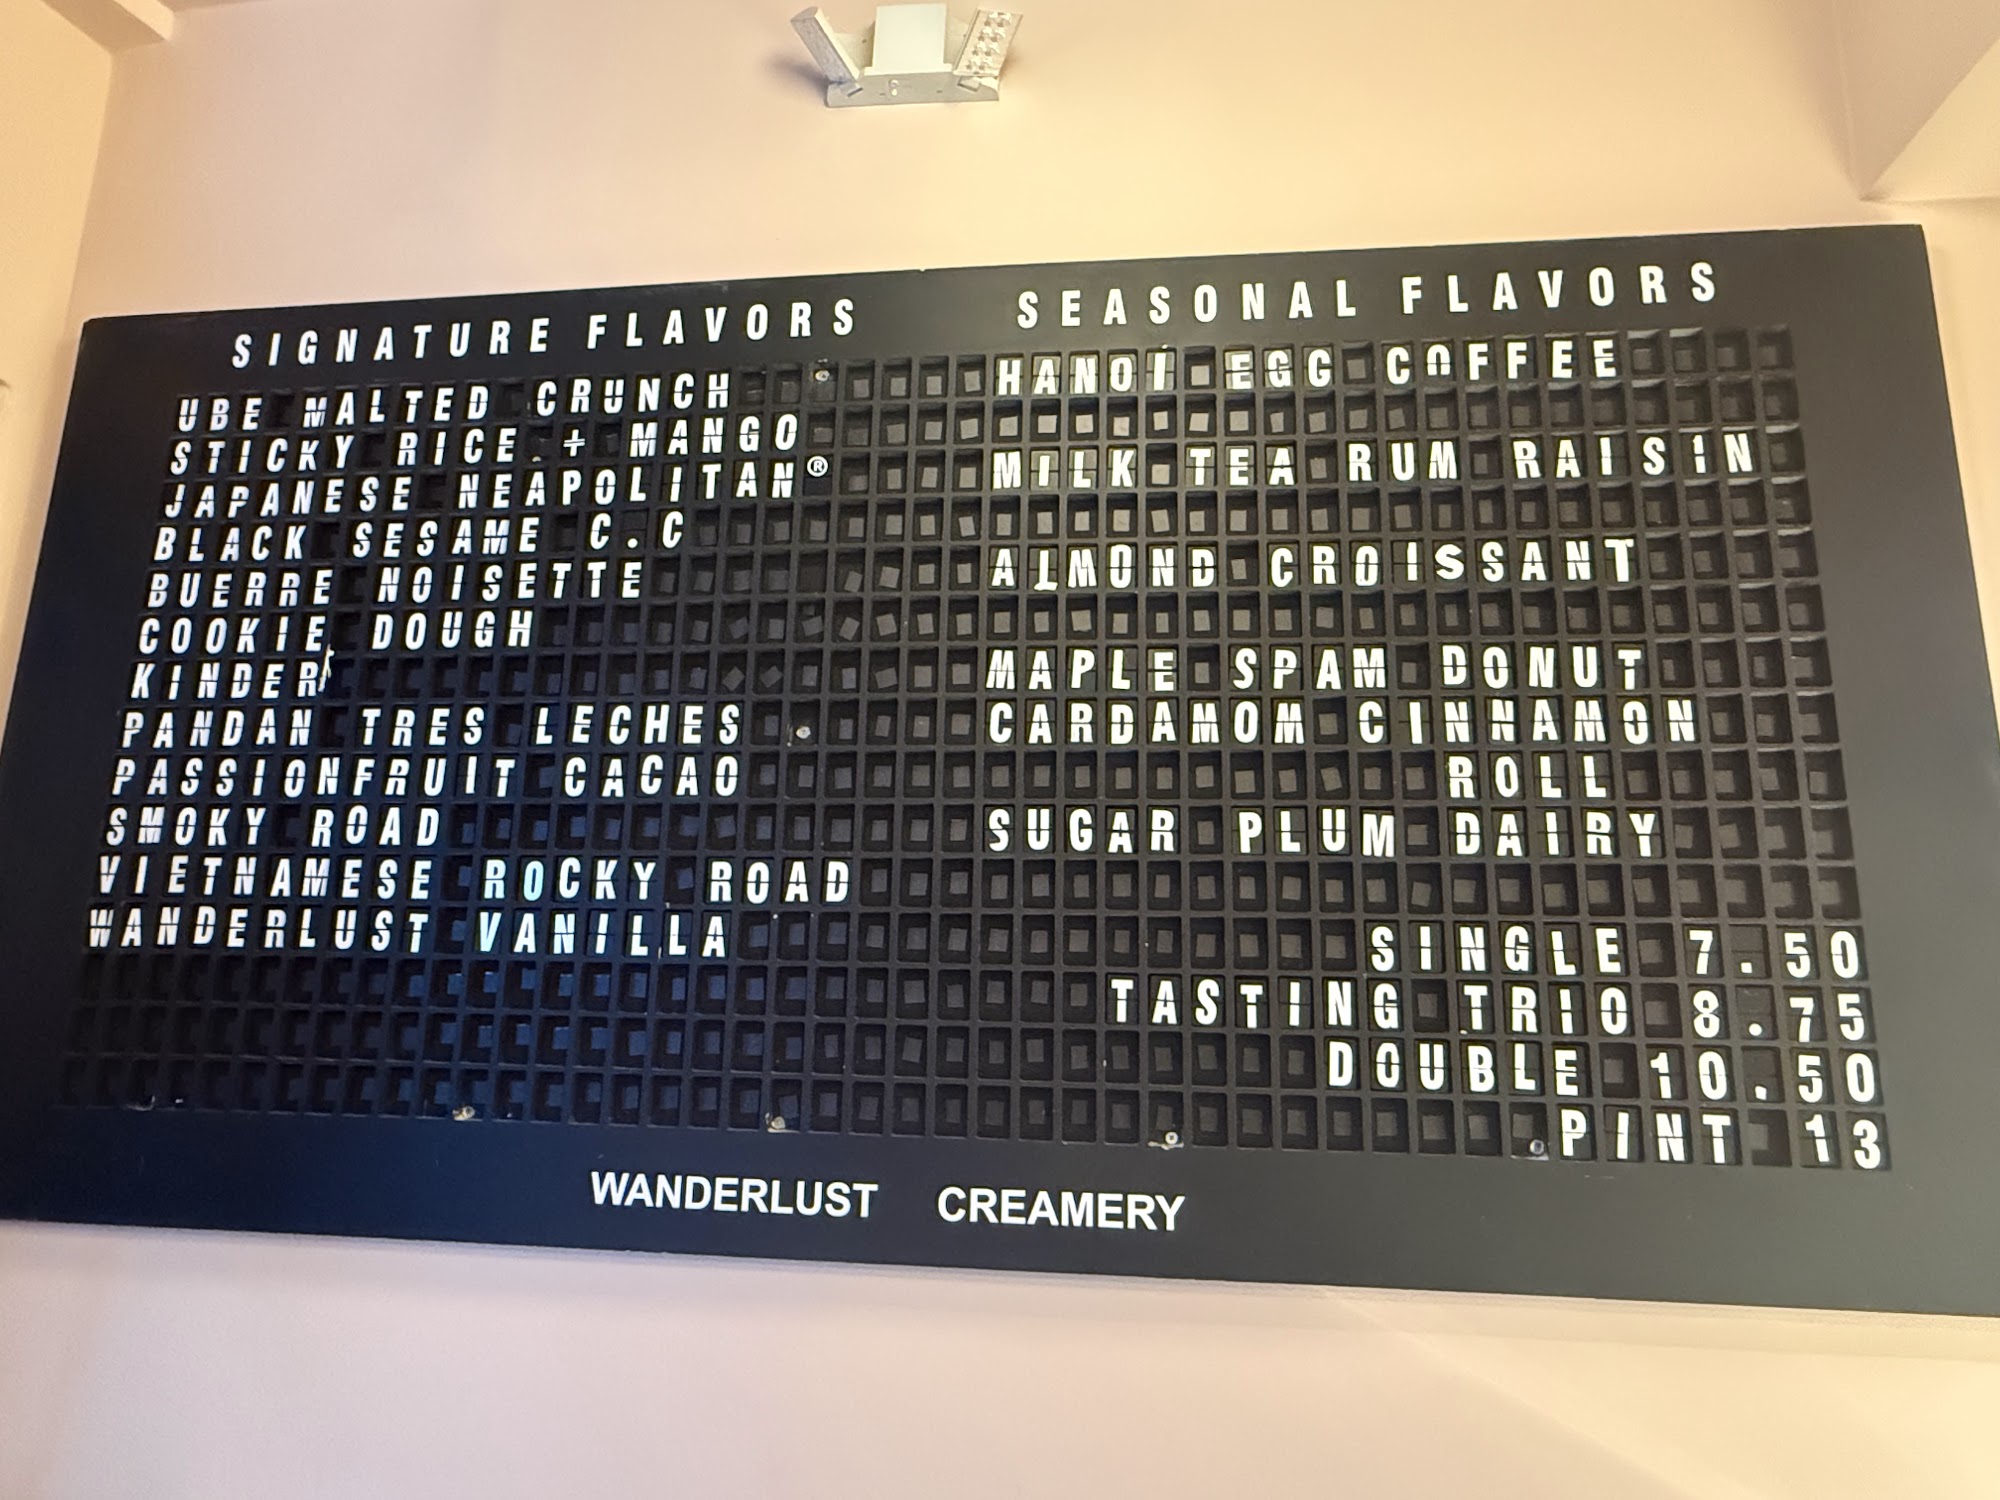 SIGNATURE FLAVORS
UBE MALTED CRUNCH
STICKY RICE + MANGO
JAPANESE NEAPOLITAN®
BLACK SESAME C.C
BUERRE NOISETTE
COOKIE DOUGH
KINDER
PANDAN TRES LECHES
PASSIONFRUIT CACAO
SMOKY ROAD
VIETNAMESE ROCKY ROAD
WANDERLUST VANILLA
SEASONAL FLAVORS
HANOI EGG COFFEE
MILK TEA RUM RAISIN
ALMOND CROISSANT
MAPLE SPAM DONUT
CARDAMOM CINNAMON
ROLL
SUGAR PLUM DAIRY
SINGLE 7.50
TASTING TRIO 8.75
DOUBLE 10.50
PINT 13
WANDERLUST CREAMERY